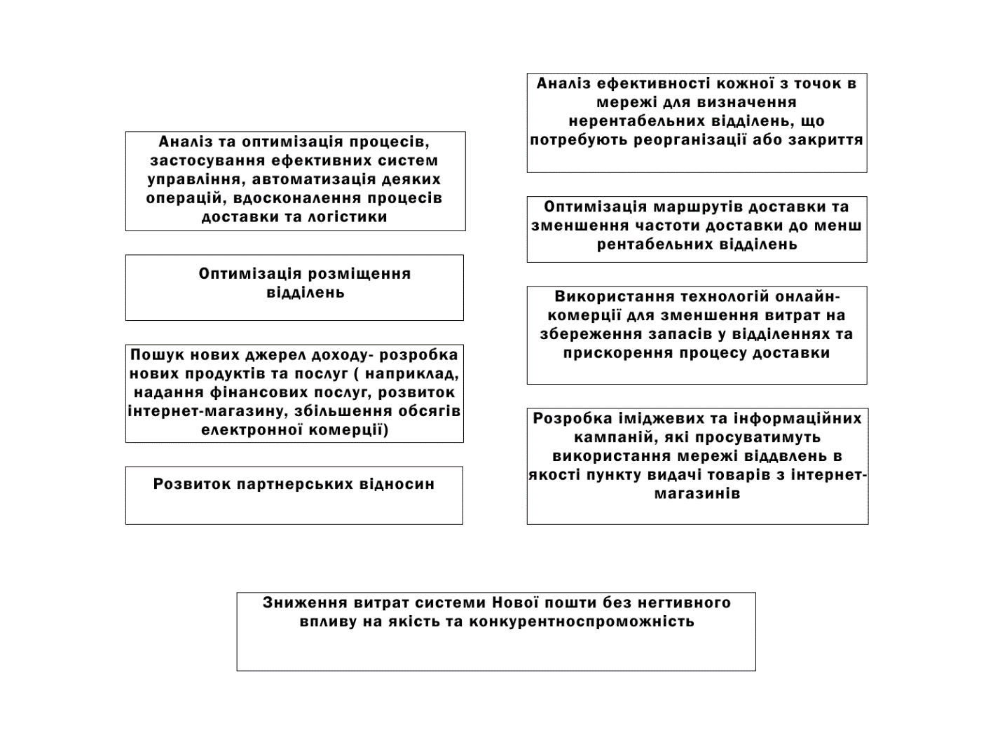 Аналіз та оптимізація процесів,
застосування ефективних систем
управління, автоматизація деяких
операцій, вдосконалення процесів
доставки та логістики
Оптимізація розміщення
відділень
Пошук нових джерел доходу- розробка
нових продуктів та послуг ( наприклад,
надання фінансових послуг, розвиток
інтернет-магазину, збільшення обсягів
електронної комерції)
Розвиток партнерських відносин
Аналіз ефективності кожної з точок в
мережі для визначення
нерентабельних відділень, що
потребують реорганізації або закриття
Оптимізація маршрутів доставки та
зменшення частоти доставки до менш
рентабельних відділень
Використання технологій онлайн-
комерції для зменшення витрат на
збереження запасів у відділеннях та
прискорення процесу доставки
Розробка іміджевих та інформаційних
кампаній, які просуватимуть
використання мережі віддвлень в
якості пункту видачі товарів з інтернет-
магазинів
Зниження витрат системи Нової пошти без негтивного
впливу на якість та конкурентноспроможність